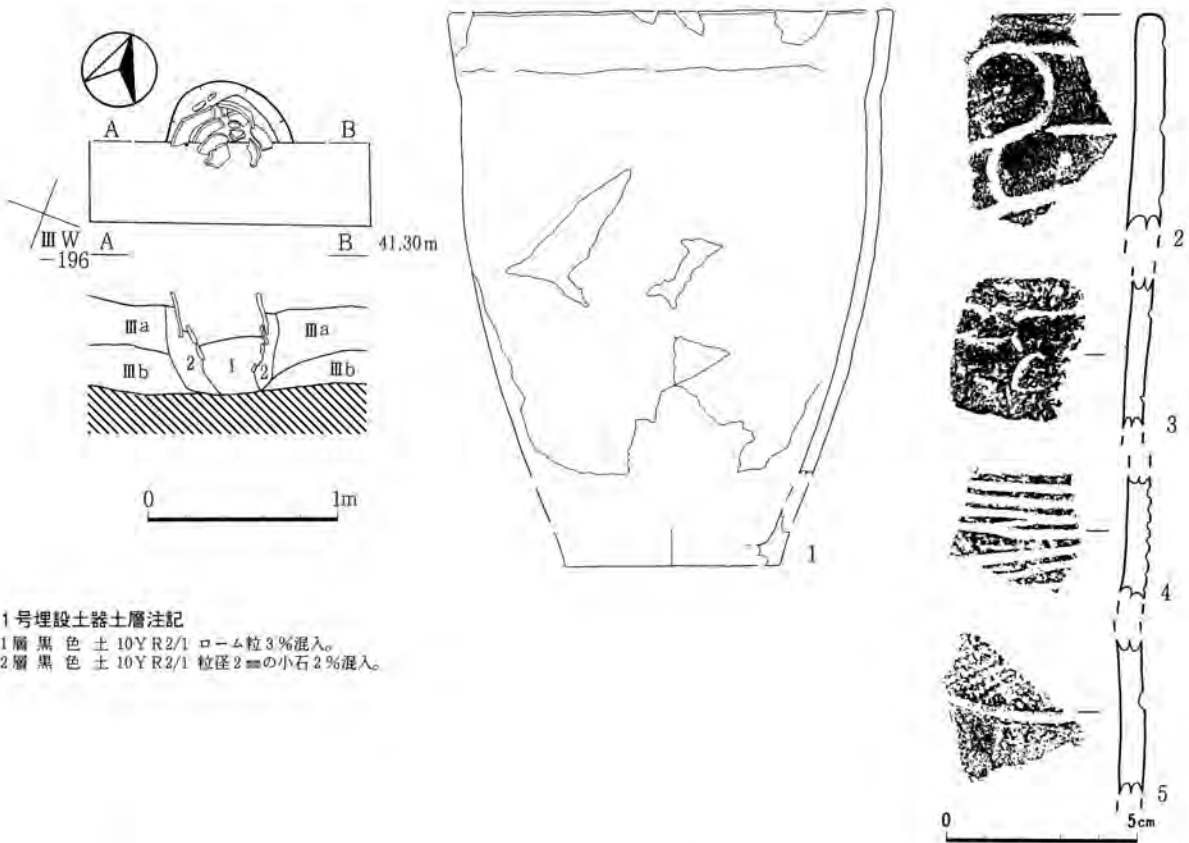 A B
ⅢW
-196
A B 41.30m
Ⅲa Ⅲa
2 1 2
Ⅲb Ⅲb
0 1m
1号埋設土器土層注記
1層 黒色土 10YR2/1 ローム粒3%混入。
2層 黒色土 10YR2/1 粒径2㎜の小石2%混入。
1
2
3
4
5
0 5cm